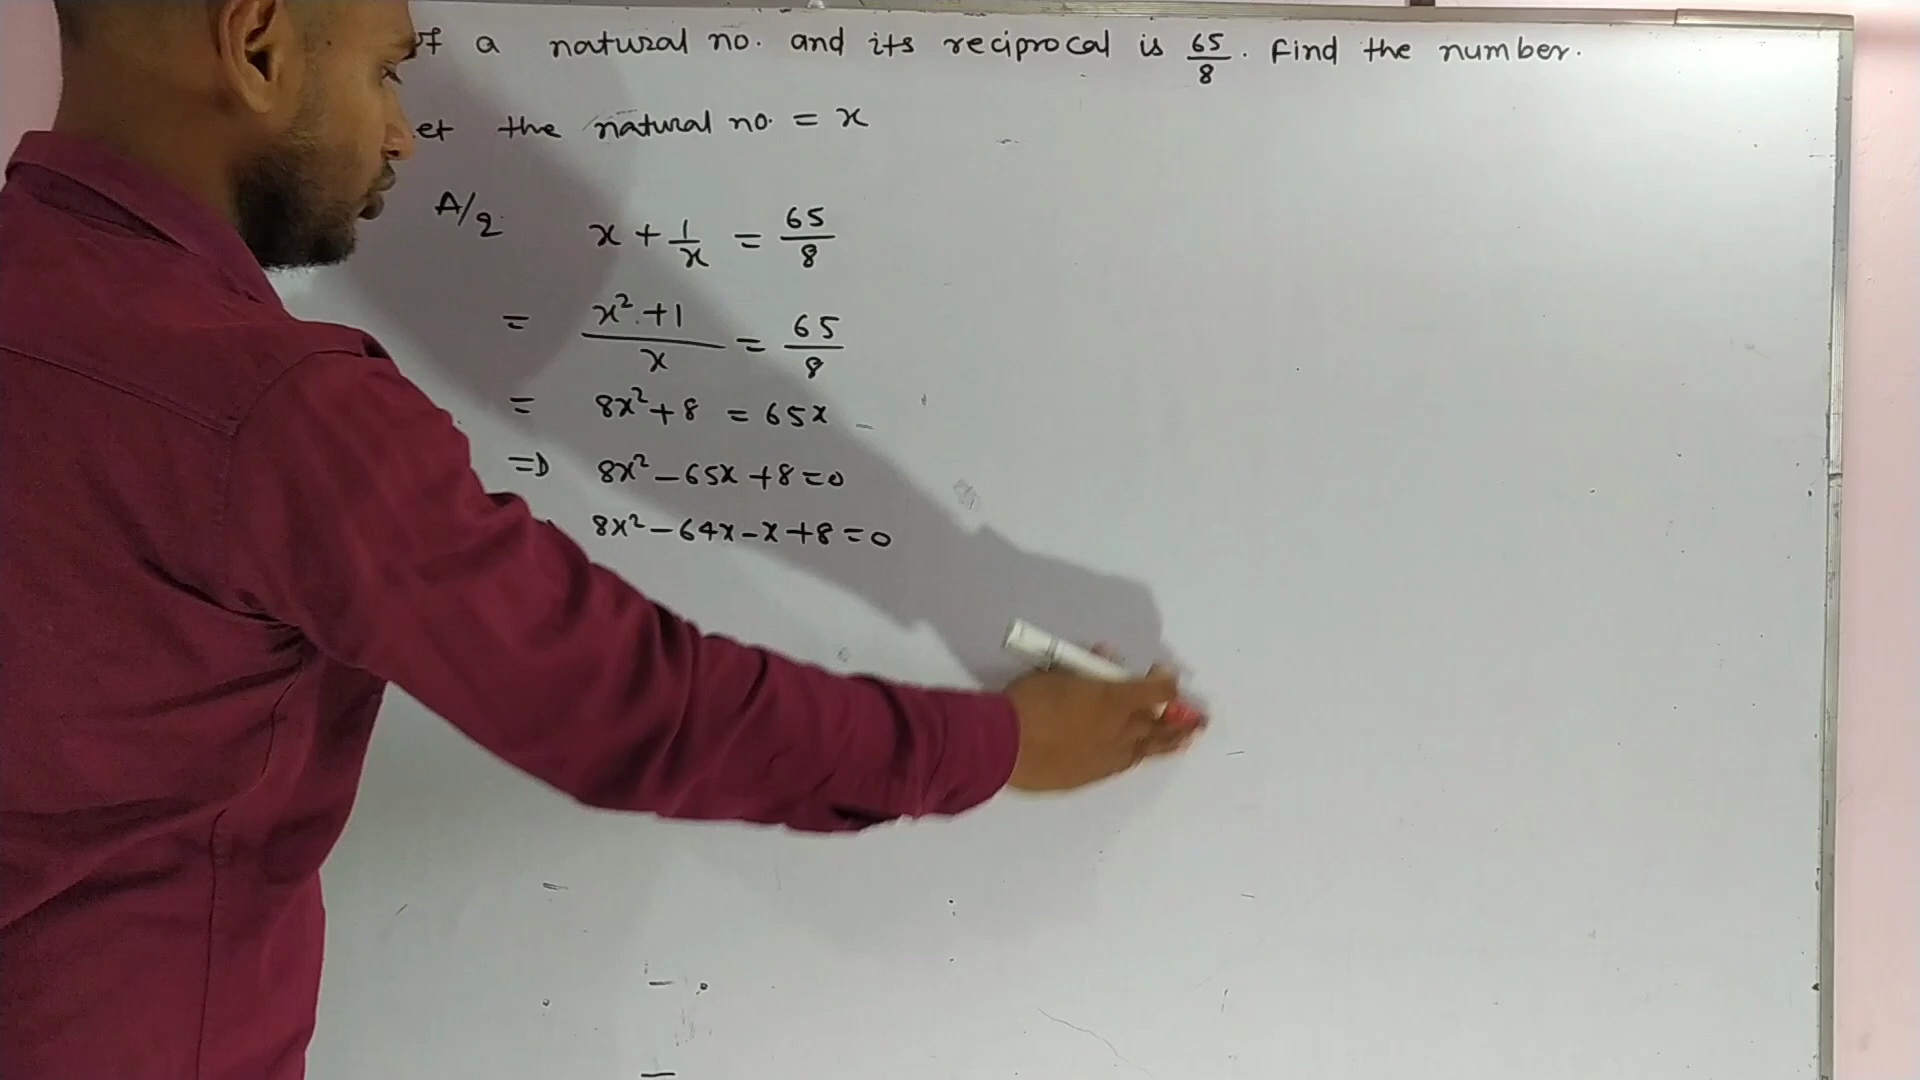 of a natural no. and its reciprocal is 65/8. Find the number.
et the natural no. = x
A/q x + 1/x = 65/8
= x²+1/x = 65/8
= 8x²+8 = 65x
=> 8x²-65x+8=0
8x²-64x-x+8=0